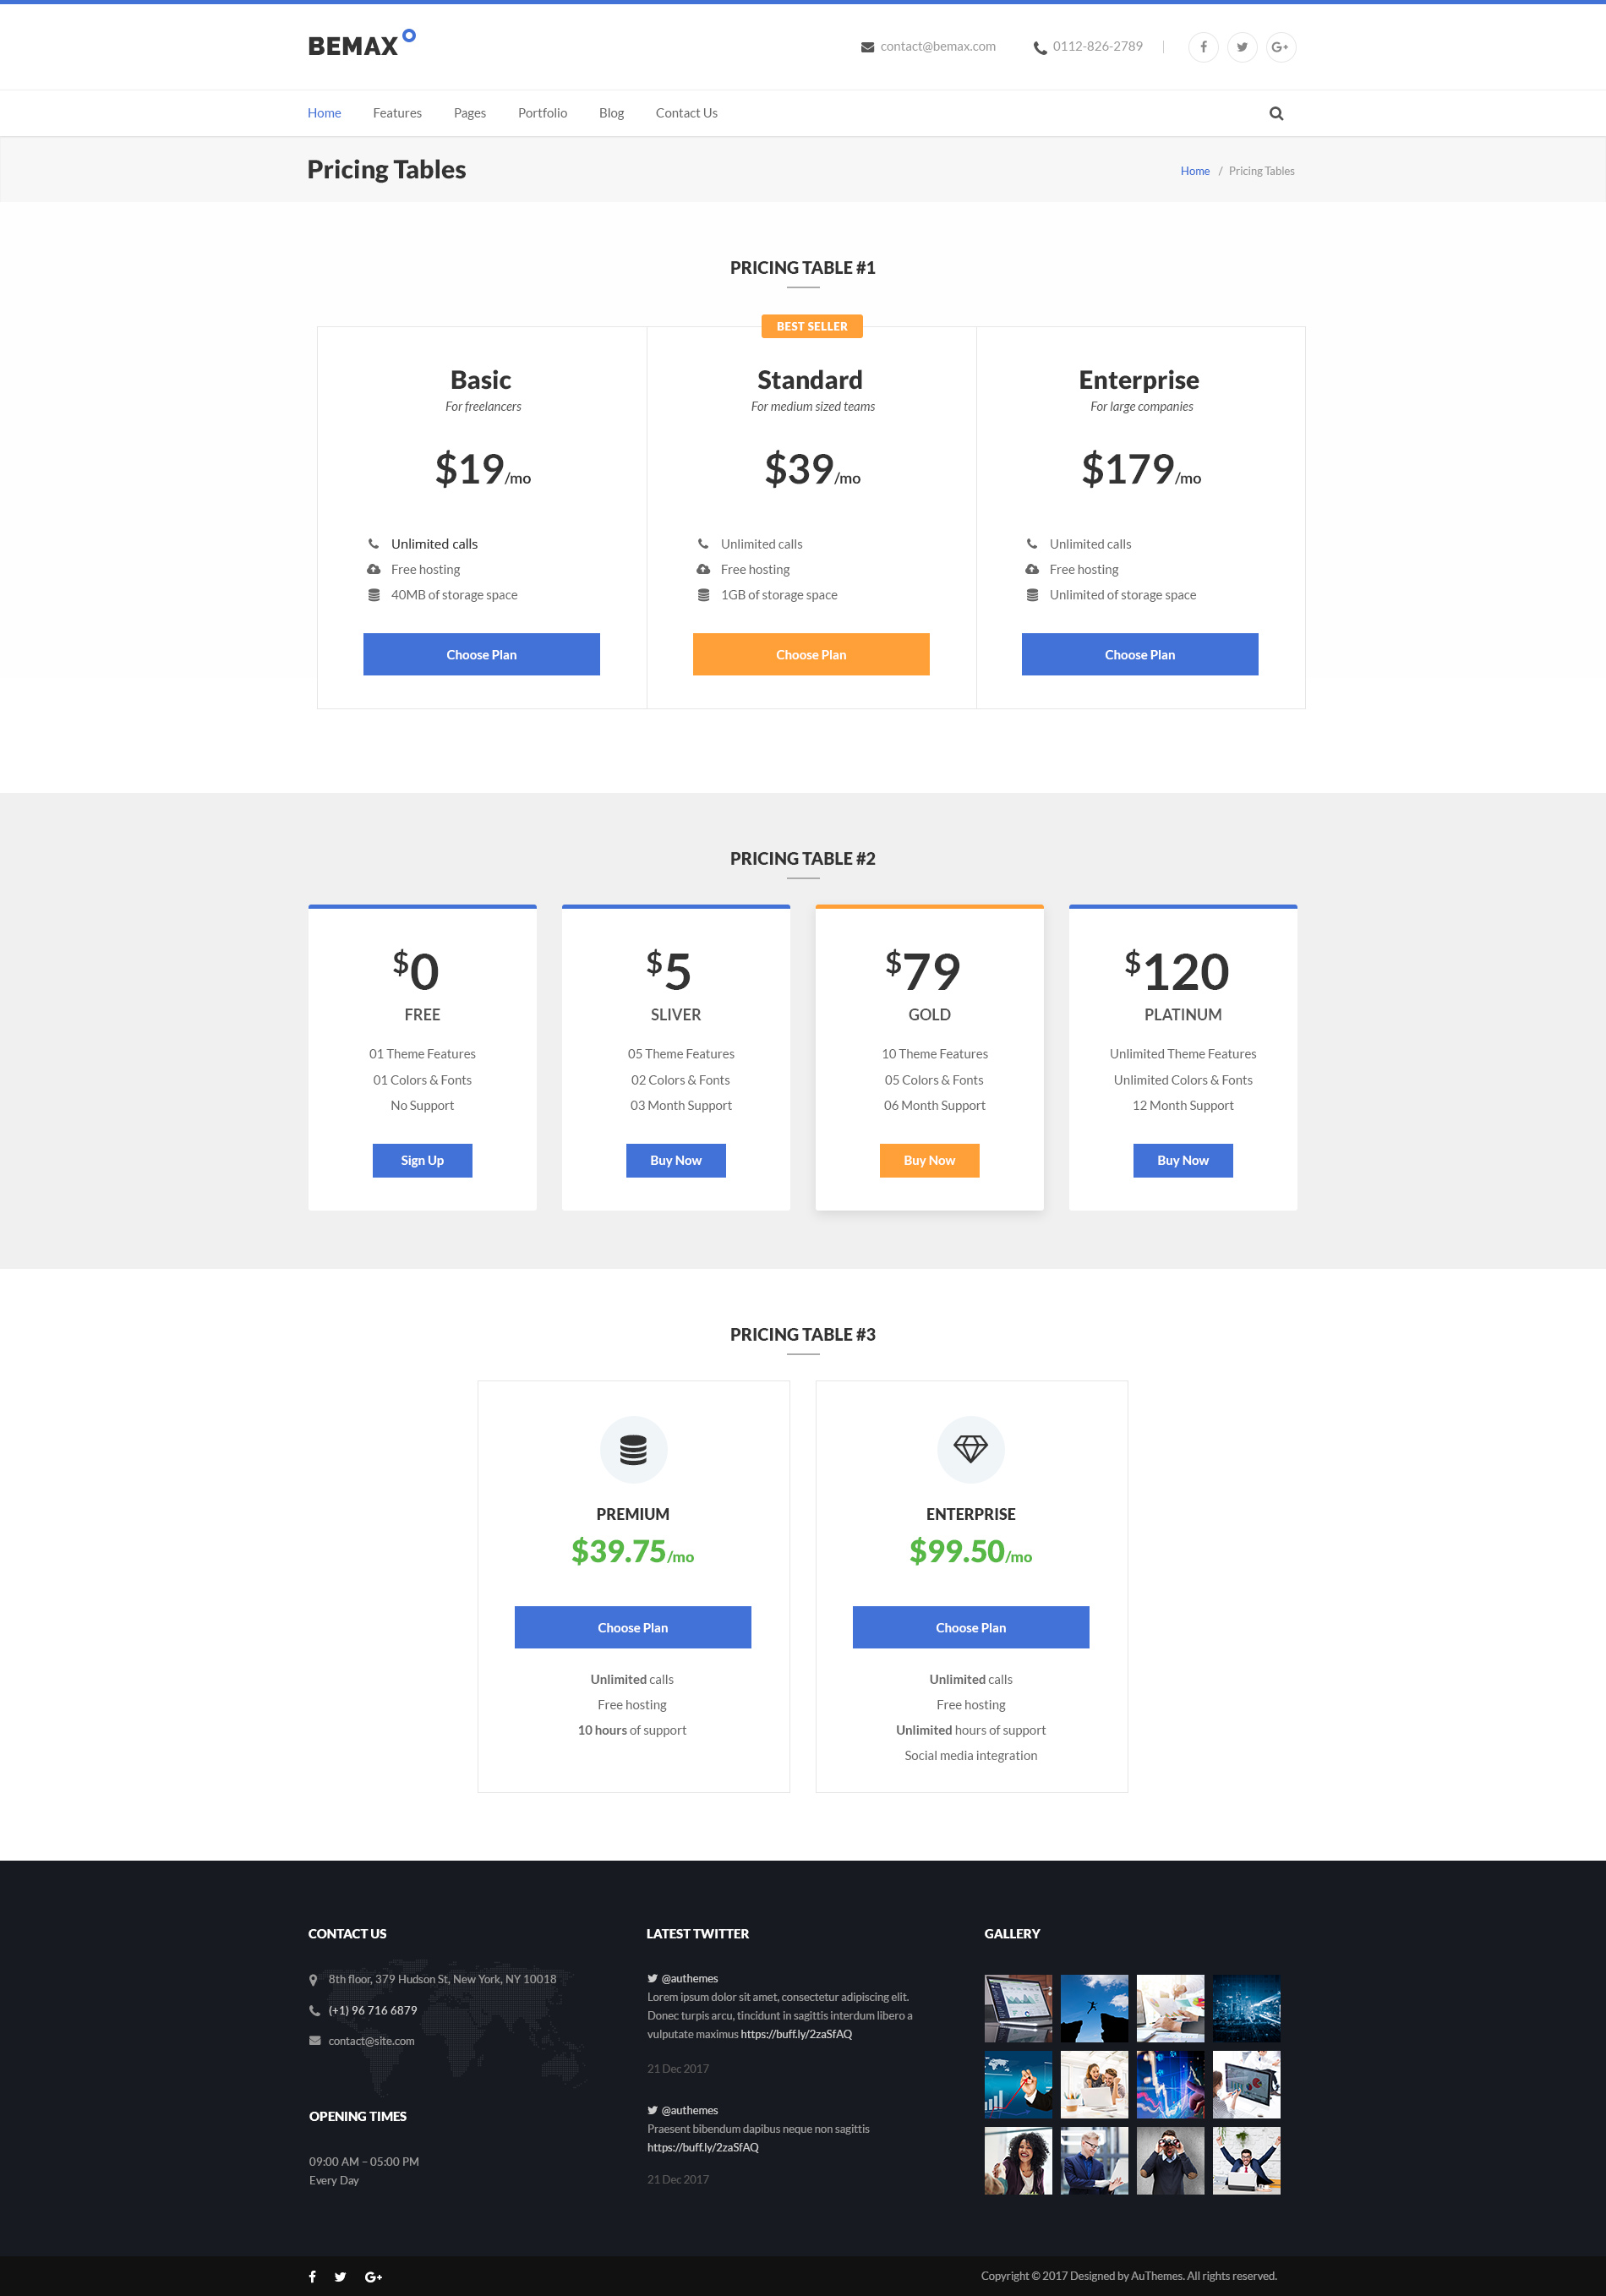 BEMAX
contact@bemax.com
0112-826-2789
Home
Features
Pages
Portfolio
Blog
Contact Us
Pricing Tables
Home / Pricing Tables
PRICING TABLE #1
Basic
For freelancers
$19/mo
Unlimited calls
Free hosting
40MB of storage space
Choose Plan
BEST SELLER
Standard
For medium sized teams
$39/mo
Unlimited calls
Free hosting
1GB of storage space
Choose Plan
Enterprise
For large companies
$179/mo
Unlimited calls
Free hosting
Unlimited of storage space
Choose Plan
PRICING TABLE #2
$0
FREE
01 Theme Features
01 Colors & Fonts
No Support
Sign Up
$5
SLIVER
05 Theme Features
02 Colors & Fonts
03 Month Support
Buy Now
$79
GOLD
10 Theme Features
05 Colors & Fonts
06 Month Support
Buy Now
$120
PLATINUM
Unlimited Theme Features
Unlimited Colors & Fonts
12 Month Support
Buy Now
PRICING TABLE #3
PREMIUM
$39.75/mo
Choose Plan
Unlimited calls
Free hosting
10 hours of support
ENTERPRISE
$99.50/mo
Choose Plan
Unlimited calls
Free hosting
Unlimited hours of support
Social media integration
CONTACT US
8th floor, 379 Hudson St, New York, NY 10018
(+1) 96 716 6879
contact@site.com
OPENING TIMES
09:00 AM – 05:00 PM
Every Day
LATEST TWITTER
@authemes
Lorem ipsum dolor sit amet, consectetur adipiscing elit.
Donec turpis arcu, tincidunt in sagittis interdum libero a
vulputate maximus https://buff.ly/2zaSfAQ
21 Dec 2017
@authemes
Praesent bibendum dapibus neque non sagittis
https://buff.ly/2zaSfAQ
21 Dec 2017
GALLERY
Copyright © 2017 Designed by AuThemes. All rights reserved.